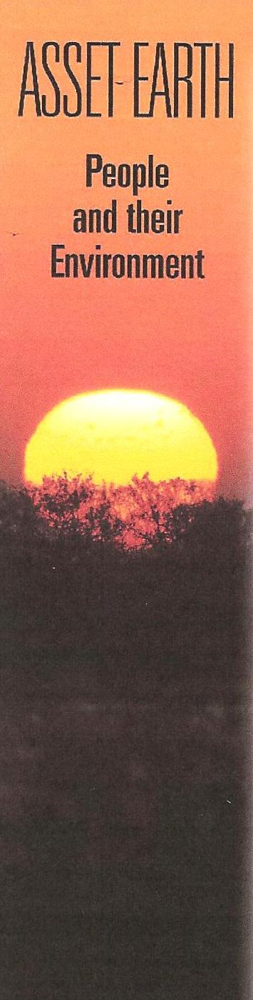 ASSET EARTH
People
and their
Environment